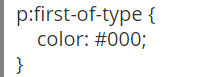 p:first-of-type {
    color: #000;
}